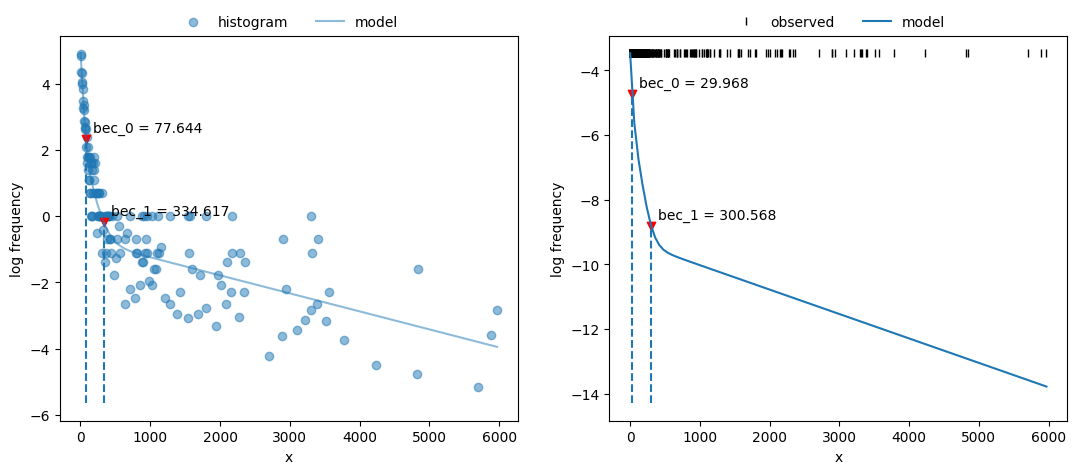 histogram model
bec_0 = 77.644
bec_1 = 334.617
4
2
0
−2
−4
−6
log frequency
0 1000 2000 3000 4000 5000 6000
x
observed model
bec_0 = 29.968
bec_1 = 300.568
−4
−6
−8
−10
−12
−14
log frequency
0 1000 2000 3000 4000 5000 6000
x